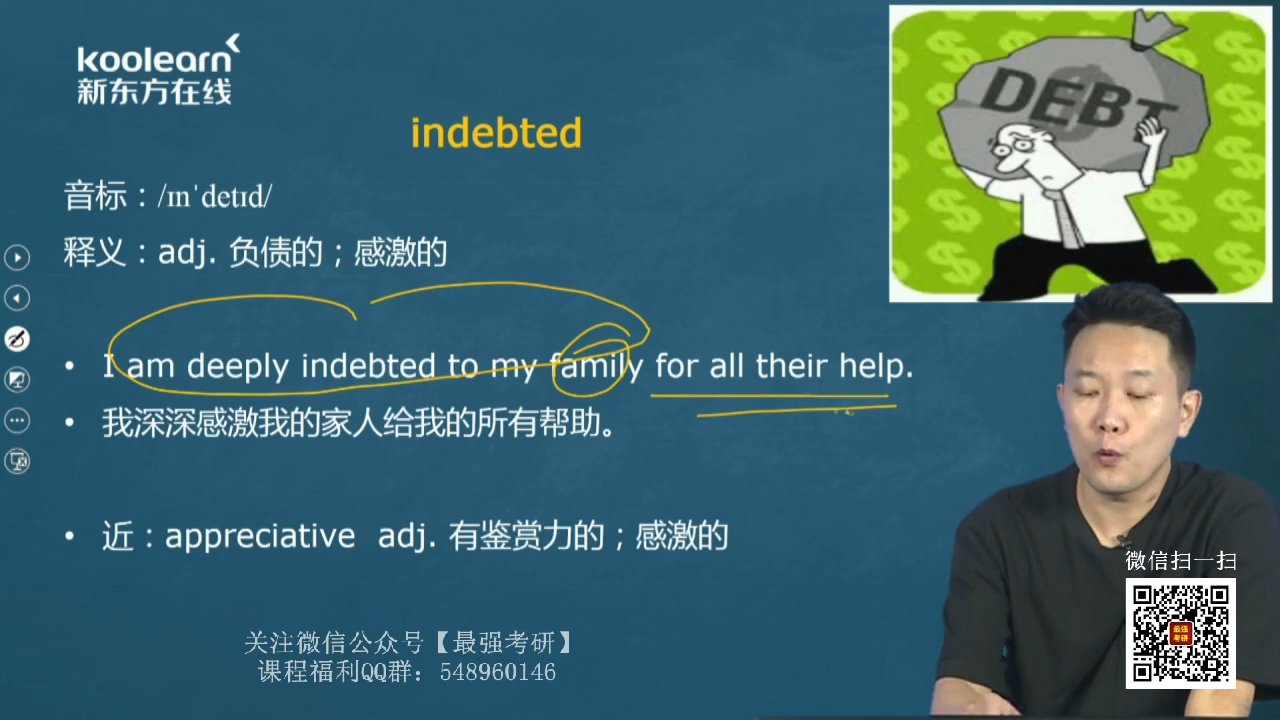 koolearn
新东方在线
DEBT
indebted
音标：/ɪnˈdetɪd/
释义：adj. 负债的；感激的
• I am deeply indebted to my family for all their help.
• 我深深感激我的家人给我的所有帮助。
• 近：appreciative adj. 有鉴赏力的；感激的
微信扫一扫
最强
考研
关注微信公众号【最强考研】
课程福利QQ群：548960146